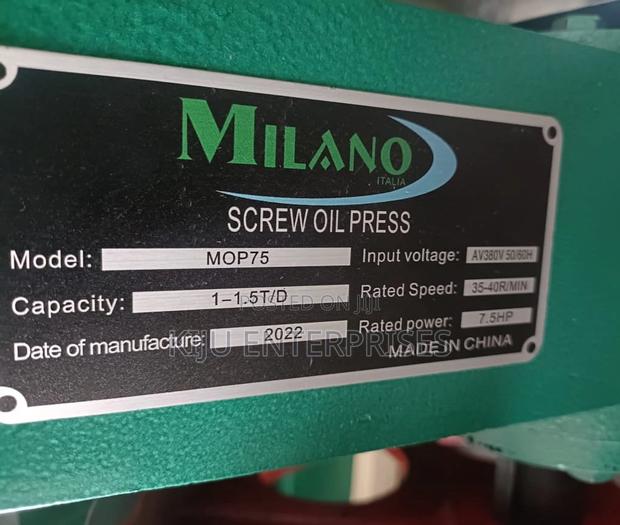 MILANO
ITALIA
SCREW OIL PRESS
Model: MOP75
Input voltage: AV380V 50/60H
Capacity: 1-1.5T/D
Rated Speed: 35-40R/MIN
Date of manufacture: 2022
Rated power: 7.5HP
MADE IN CHINA
POSTED ON JIJI
KIJU ENTERPRISES